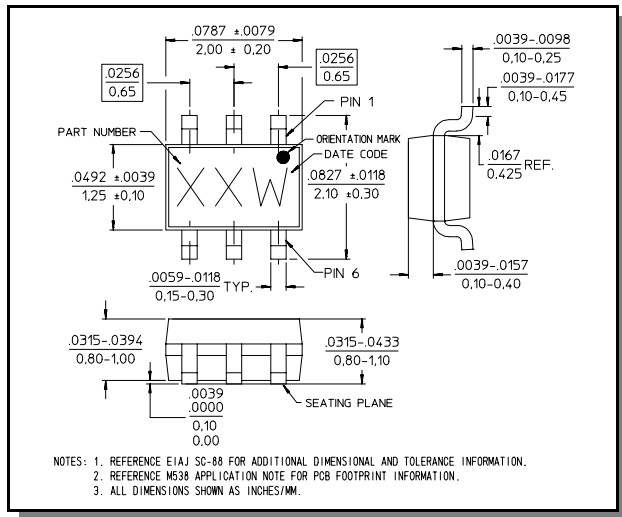 .0787 ±.0079
2,00 ± 0,20
.0256
0,65
.0256
0,65
.0039-.0098
0,10-0,25
.0039-.0177
0,10-0,45
PIN 1
PART NUMBER
ORIENTATION MARK
DATE CODE
.0167
0,425
REF.
.0492 ±.0039
1,25 ±0,10
XXW
.0827 ±.0118
2,10 ±0,30
PIN 6
.0059-.0118
0,15-0,30
TYP.
.0039-.0157
0,10-0,40
.0315-.0394
0,80-1,00
.0315-.0433
0,80-1,10
.0039
.0000
0,10
0,00
SEATING PLANE
NOTES: 1. REFERENCE EIAJ SC-88 FOR ADDITIONAL DIMENSIONAL AND TOLERANCE INFORMATION.
2. REFERENCE M538 APPLICATION NOTE FOR PCB FOOTPRINT INFORMATION.
3. ALL DIMENSIONS SHOWN AS INCHES/MM.